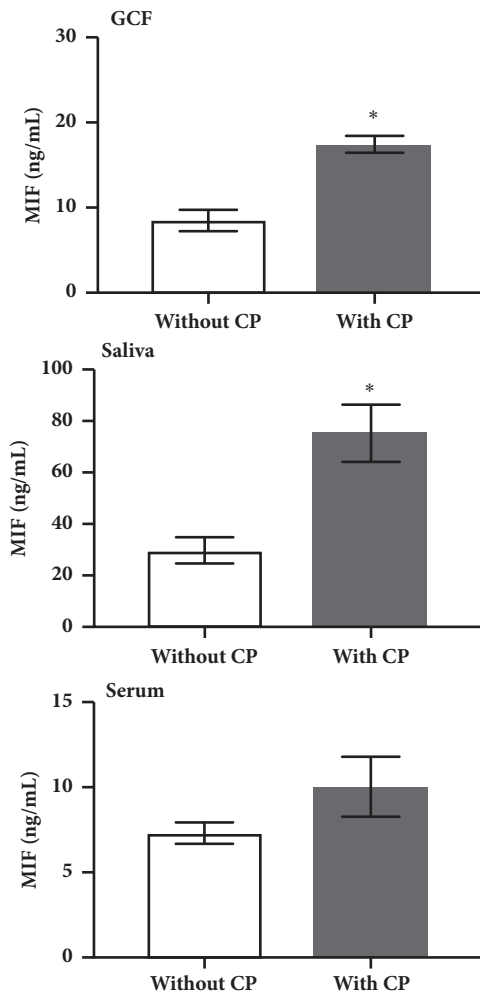 GCF
30
20
10
0
MIF (ng/mL)
*
Without CP
With CP
Saliva
100
80
60
40
20
0
MIF (ng/mL)
*
Without CP
With CP
Serum
15
10
5
0
MIF (ng/mL)
Without CP
With CP